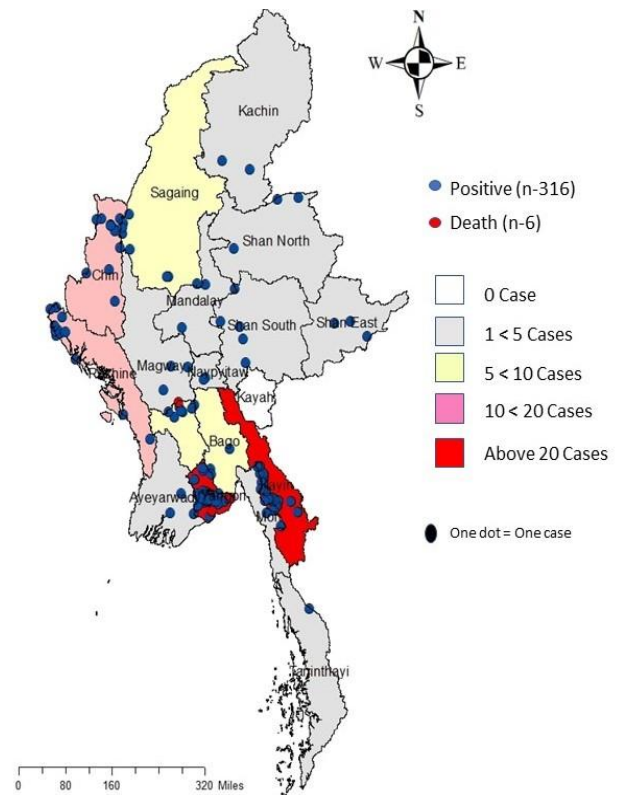 N
W E
S
Kachin
Positive (n-316)
Sagaing
Death (n-6)
Shan North
Chin
0 Case
Mandalay
Shan South
Shan East
1 < 5 Cases
Magway
Naypyitaw
Rakhine
5 < 10 Cases
Kayah
10 < 20 Cases
Bago
Above 20 Cases
Kayin
Ayeyarwady
Yangon
Mon
One dot = One case
Taninthayi
0 80 160 320 Miles